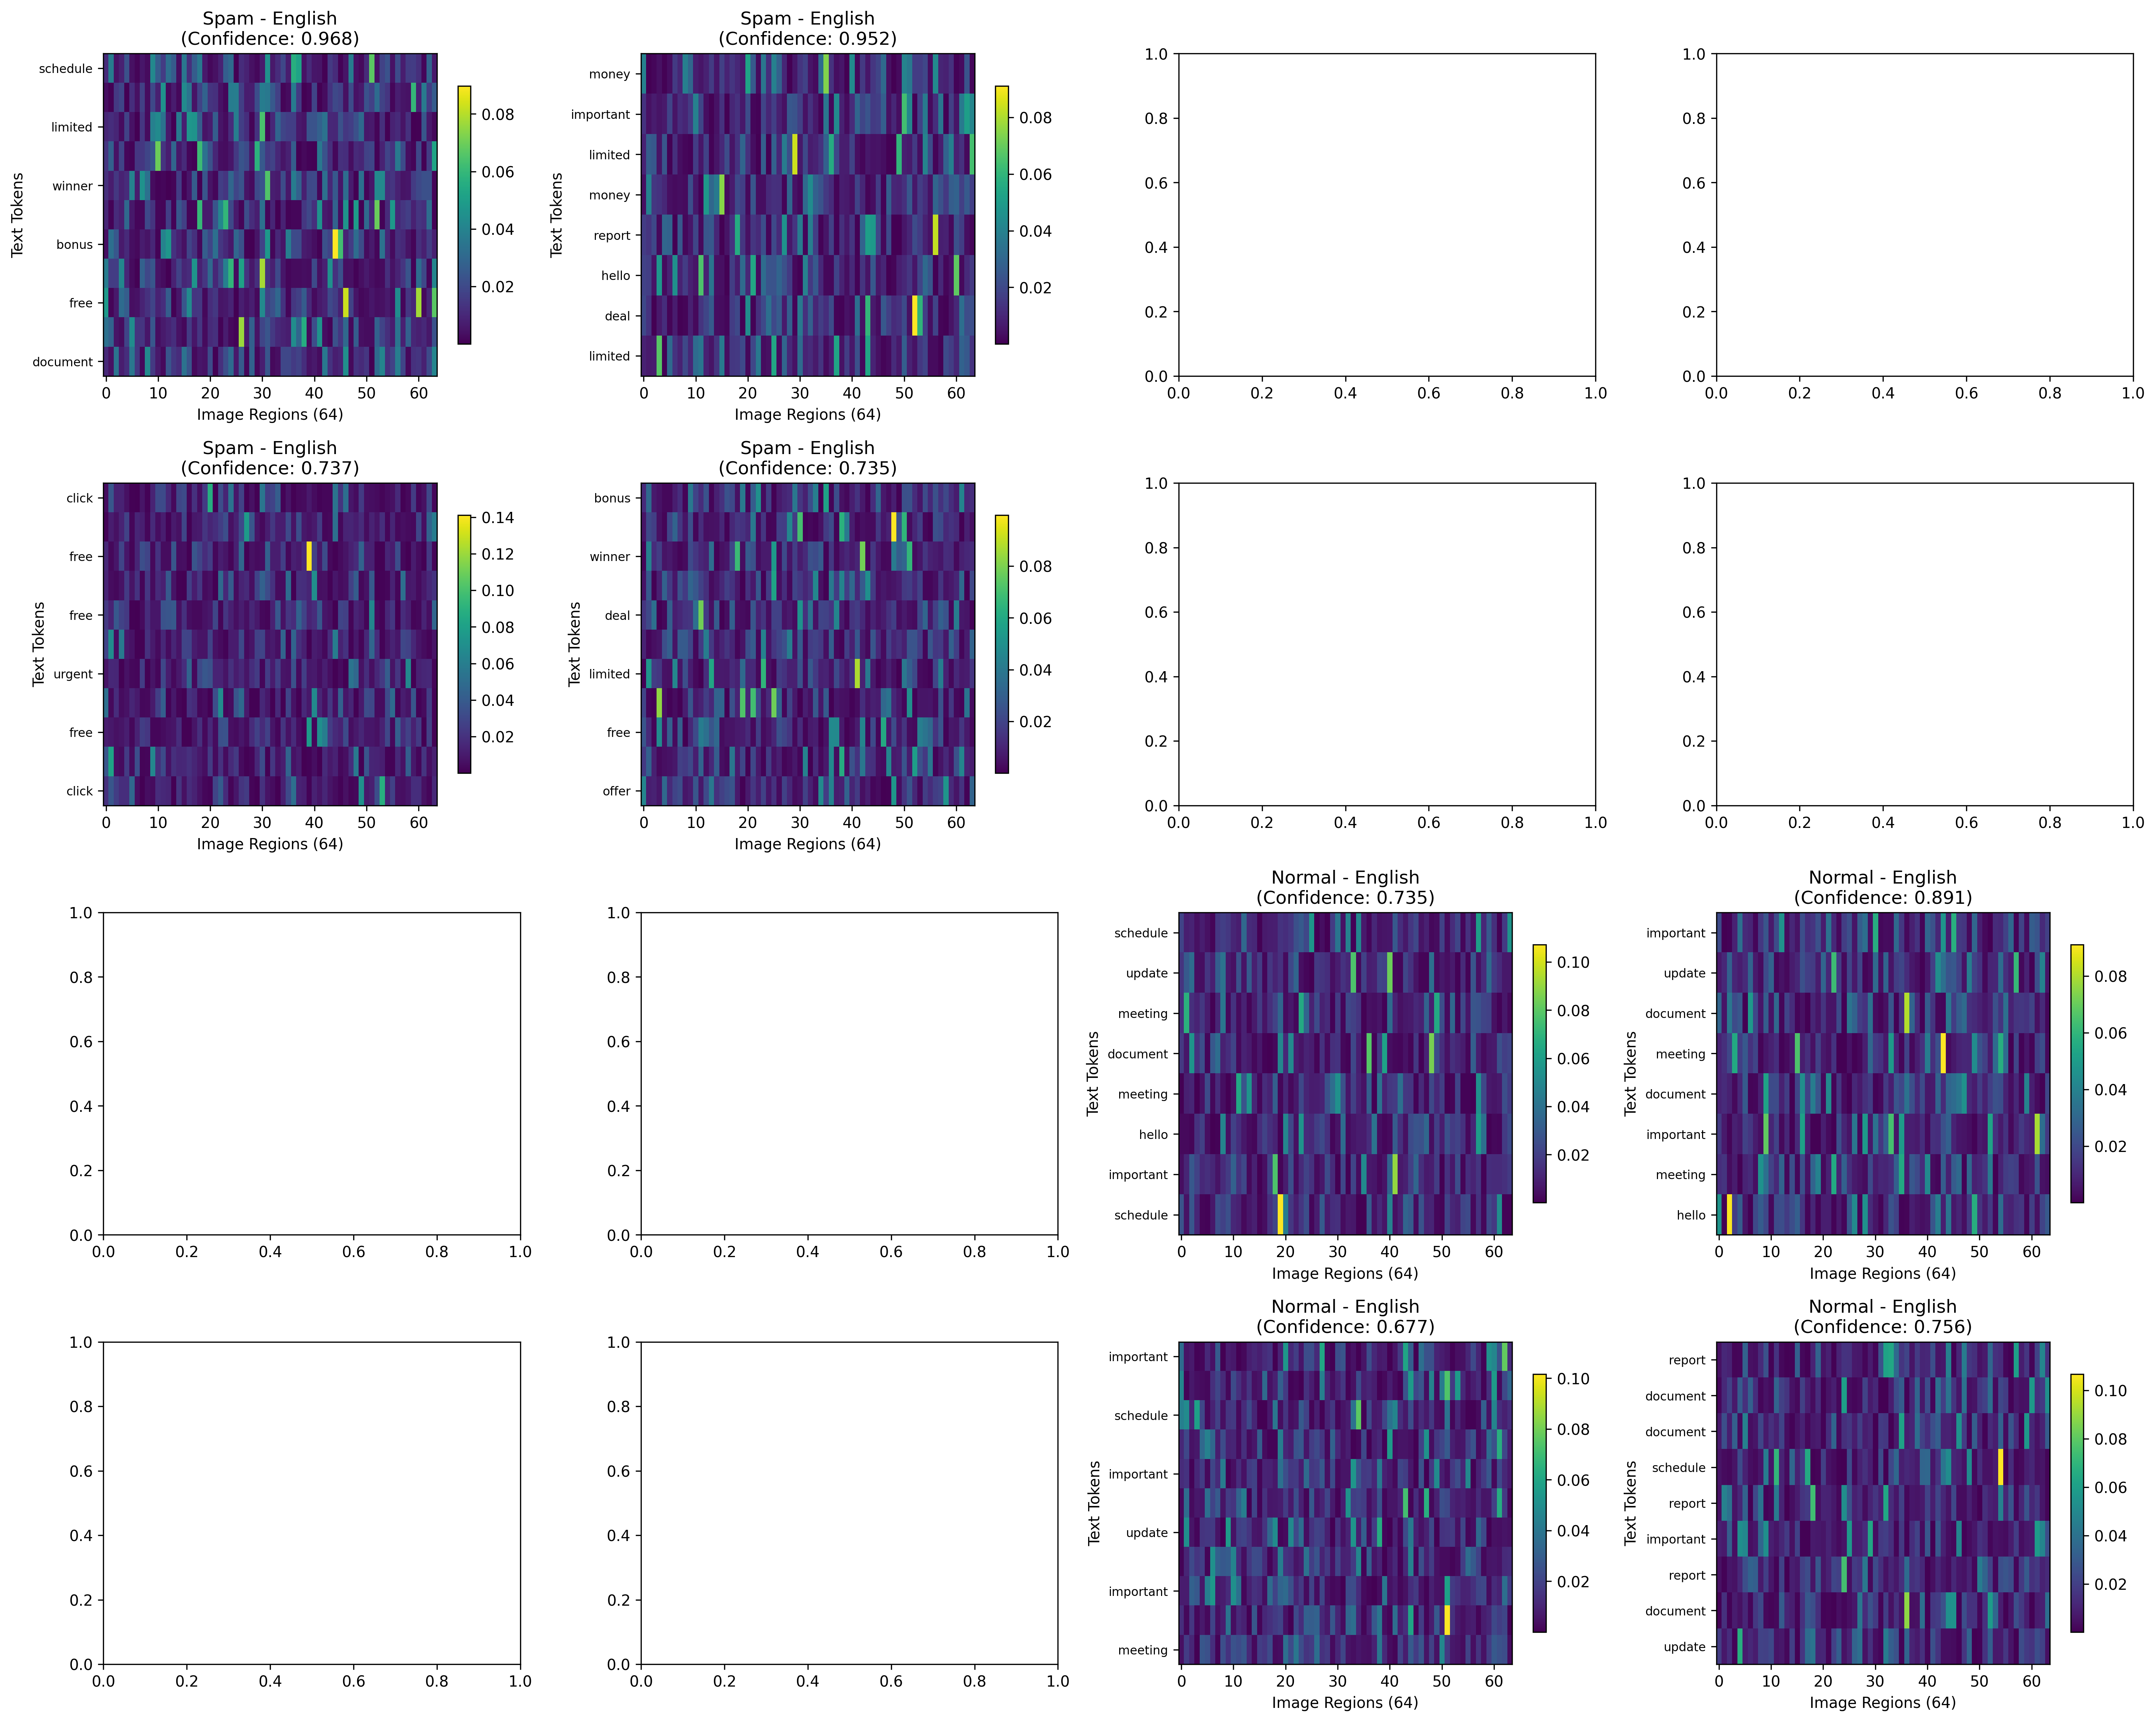 Spam - English
(Confidence: 0.968)
Text Tokens
schedule
limited
winner
bonus
free
document
0 10 20 30 40 50 60
Image Regions (64)
0.08
0.06
0.04
0.02
Spam - English
(Confidence: 0.952)
Text Tokens
money
important
limited
money
report
hello
deal
limited
0 10 20 30 40 50 60
Image Regions (64)
0.08
0.06
0.04
0.02
1.0
0.8
0.6
0.4
0.2
0.0
0.0 0.2 0.4 0.6 0.8 1.0
1.0
0.8
0.6
0.4
0.2
0.0
0.0 0.2 0.4 0.6 0.8 1.0
Spam - English
(Confidence: 0.737)
Text Tokens
click
free
free
urgent
free
click
0 10 20 30 40 50 60
Image Regions (64)
0.14
0.12
0.10
0.08
0.06
0.04
0.02
Spam - English
(Confidence: 0.735)
Text Tokens
bonus
winner
deal
limited
free
offer
0 10 20 30 40 50 60
Image Regions (64)
0.08
0.06
0.04
0.02
1.0
0.8
0.6
0.4
0.2
0.0
0.0 0.2 0.4 0.6 0.8 1.0
1.0
0.8
0.6
0.4
0.2
0.0
0.0 0.2 0.4 0.6 0.8 1.0
1.0
0.8
0.6
0.4
0.2
0.0
0.0 0.2 0.4 0.6 0.8 1.0
1.0
0.8
0.6
0.4
0.2
0.0
0.0 0.2 0.4 0.6 0.8 1.0
Normal - English
(Confidence: 0.735)
Text Tokens
schedule
update
meeting
document
meeting
hello
important
schedule
0 10 20 30 40 50 60
Image Regions (64)
0.10
0.08
0.06
0.04
0.02
Normal - English
(Confidence: 0.891)
Text Tokens
important
update
document
meeting
document
important
meeting
hello
0 10 20 30 40 50 60
Image Regions (64)
0.08
0.06
0.04
0.02
1.0
0.8
0.6
0.4
0.2
0.0
0.0 0.2 0.4 0.6 0.8 1.0
1.0
0.8
0.6
0.4
0.2
0.0
0.0 0.2 0.4 0.6 0.8 1.0
Normal - English
(Confidence: 0.677)
Text Tokens
important
schedule
important
update
important
meeting
0 10 20 30 40 50 60
Image Regions (64)
0.10
0.08
0.06
0.04
0.02
Normal - English
(Confidence: 0.756)
Text Tokens
report
document
document
schedule
report
important
report
document
update
0 10 20 30 40 50 60
Image Regions (64)
0.10
0.08
0.06
0.04
0.02